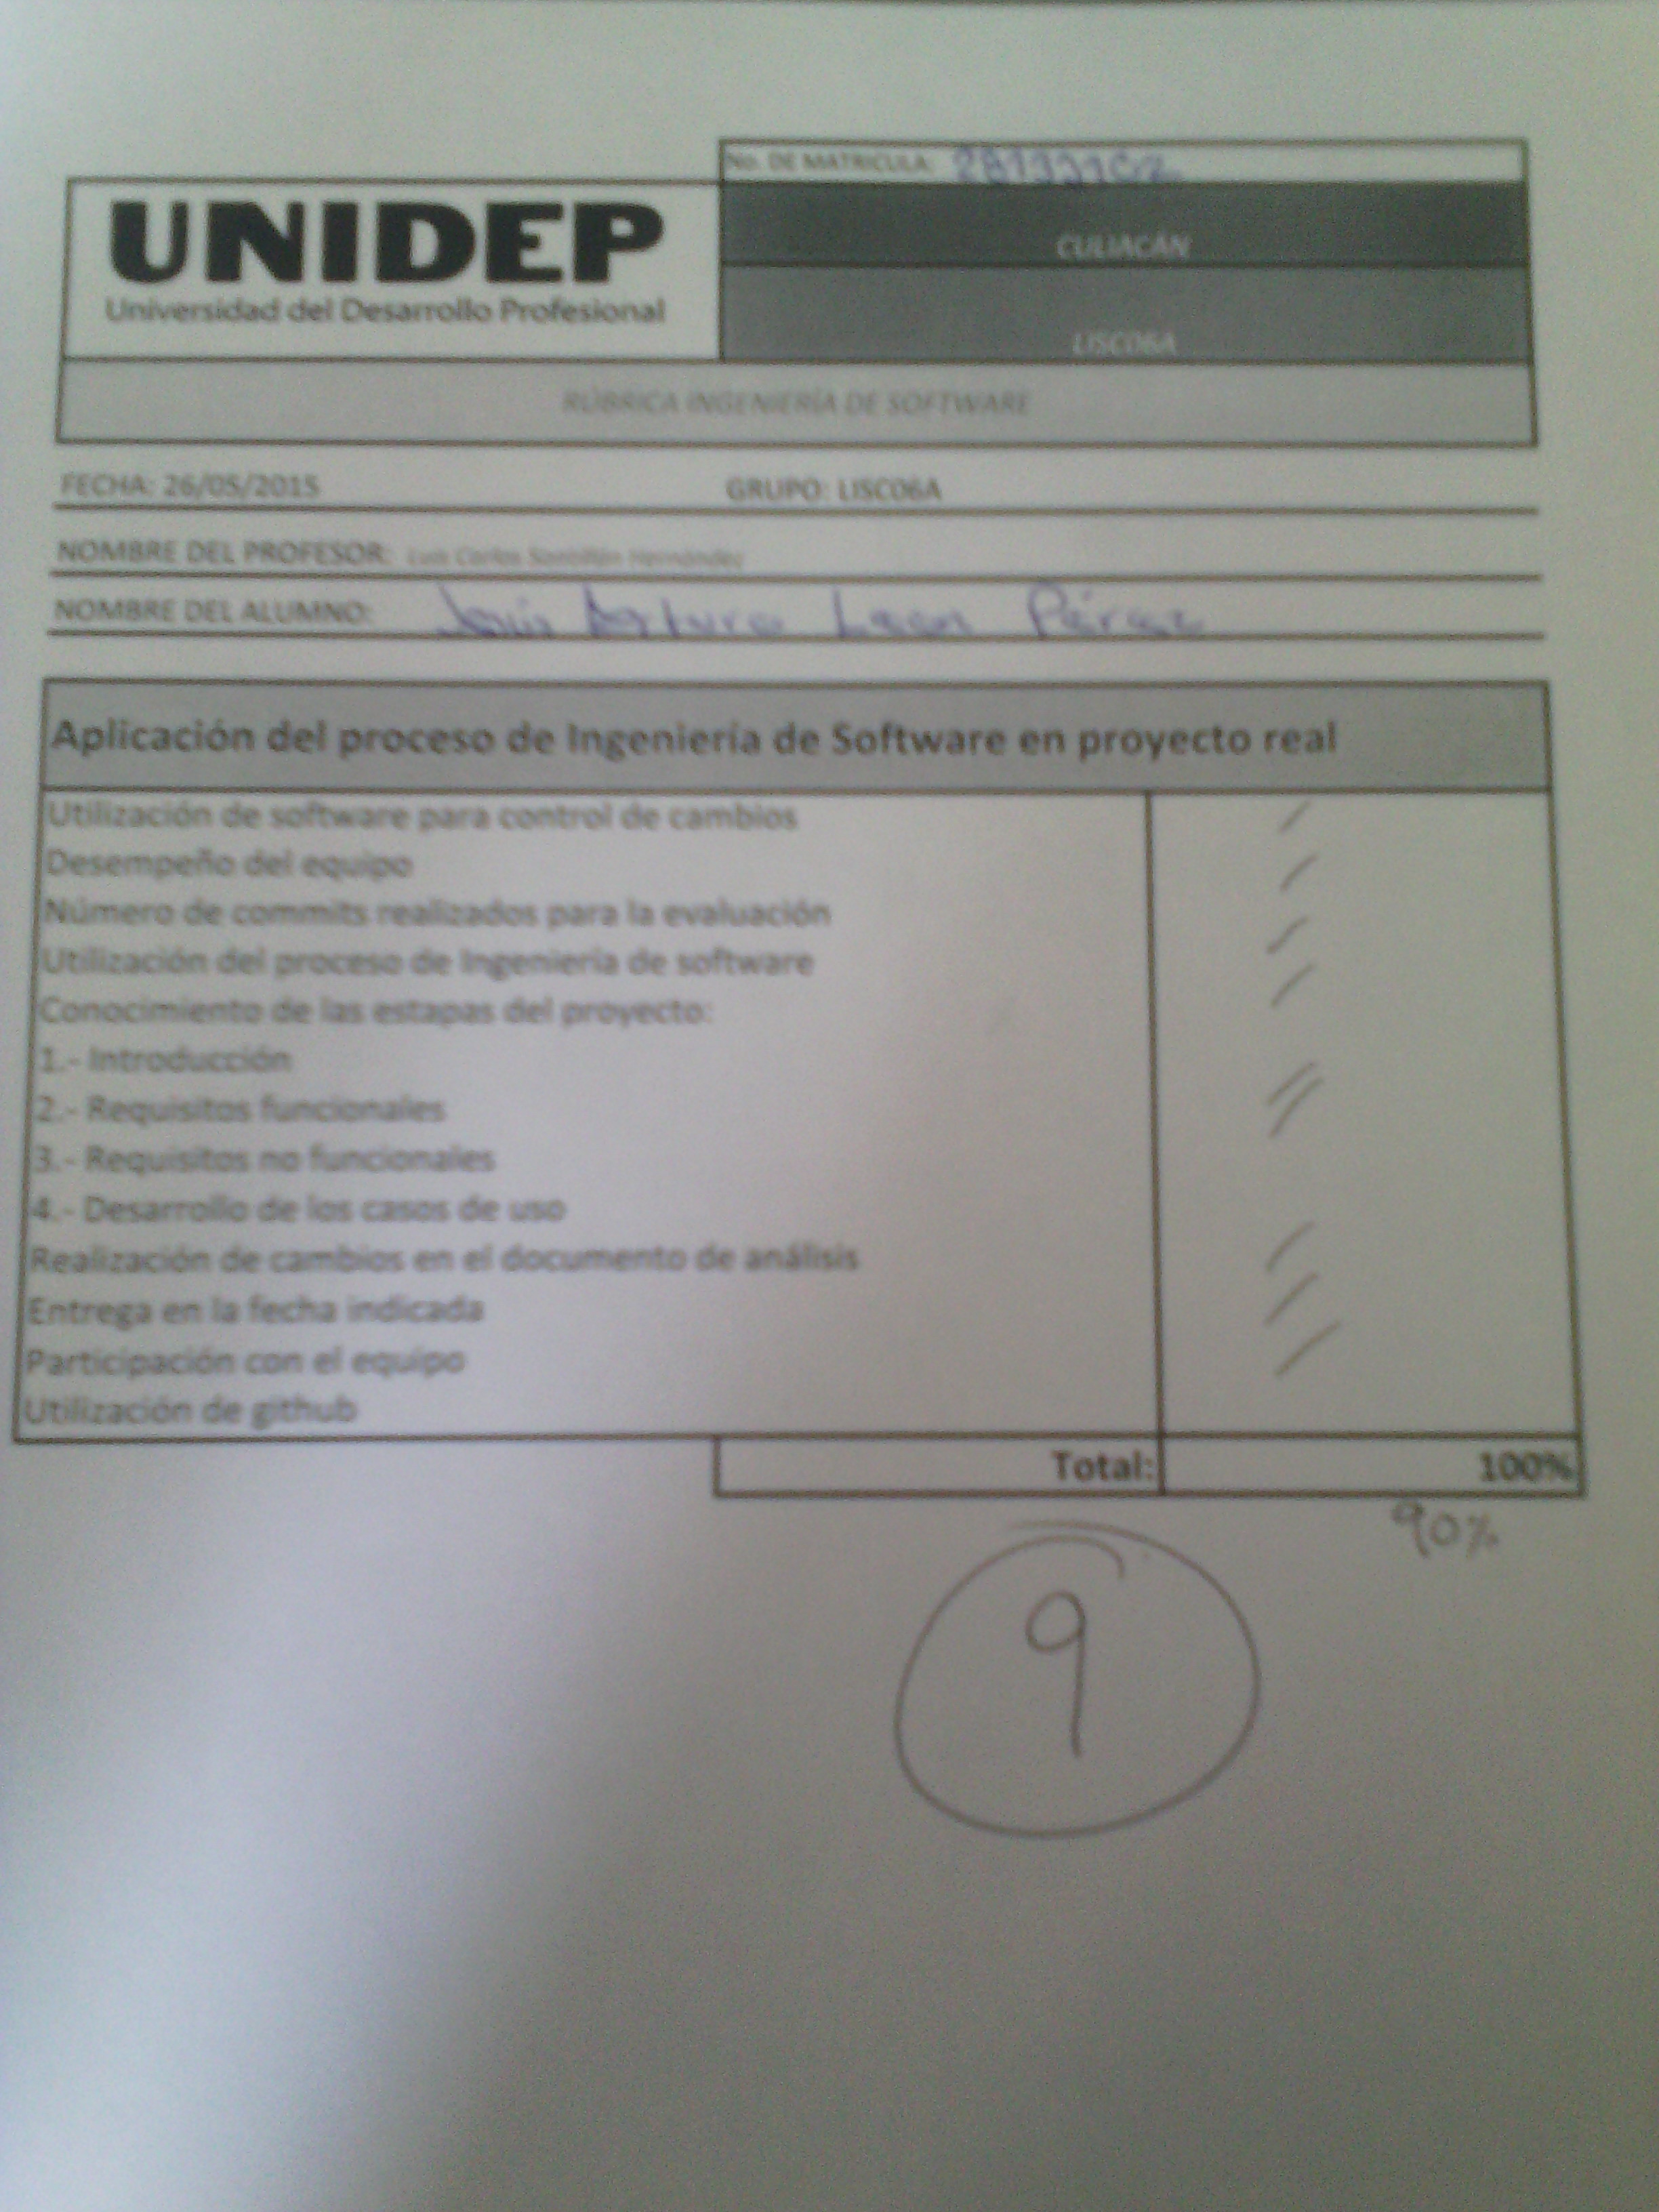 No. DE MATRICULA:
UNIDEP
Universidad del Desarrollo Profesional
CULIACÁN
LISC06A
RÚBRICA INGENIERÍA DE SOFTWARE
FECHA: 26/05/2015 GRUPO: LISC06A
NOMBRE DEL PROFESOR: Luis Carlos Hernández
NOMBRE DEL ALUMNO: Jesús Arturo Leon Pérez
Aplicación del proceso de Ingeniería de Software en proyecto real
Utilización de software para control de cambios
Desempeño del equipo
Número de commits realizados para la evaluación
Utilización del proceso de Ingeniería de software
Conocimiento de las estapas del proyecto:
1.- Introducción
2.- Requisitos funcionales
3.- Requisitos no funcionales
4.- Desarrollo de los casos de uso
Realización de cambios en el documento de análisis
Entrega en la fecha indicada
Participación con el equipo
Utilización de github
Total: 100%
90%
9